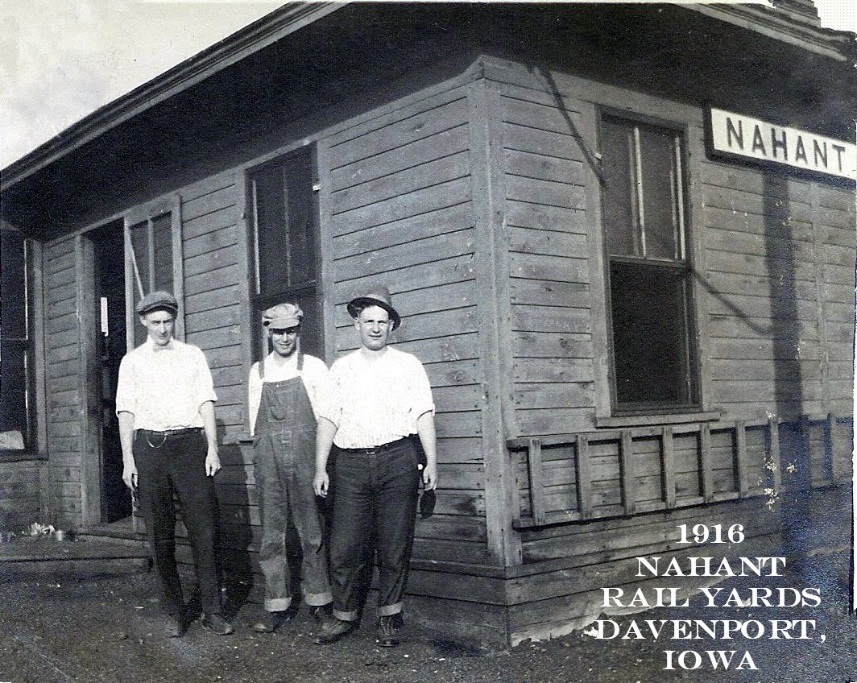 NAHANT
1916
NAHANT
RAIL YARDS
DAVENPORT,
IOWA